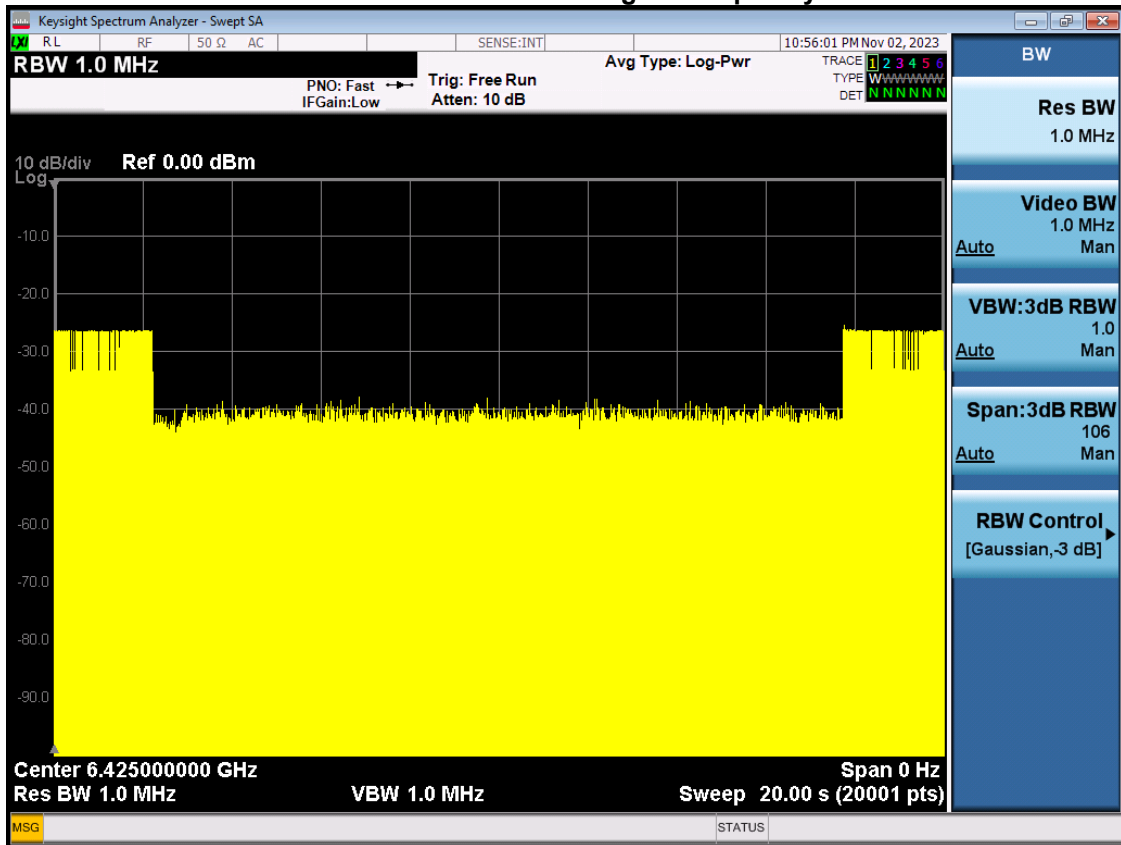 Keysight Spectrum Analyzer - Swept SA
LXI RL RF 50 Ω AC SENSE:INT 10:56:01 PM Nov 02, 2023
RBW 1.0 MHz Avg Type: Log-Pwr TRACE 1 2 3 4 5 6
PNO: Fast Trig: Free Run TYPE WWWWWW
IFGain:Low Atten: 10 dB DET N N N N N N
10 dB/div Ref 0.00 dBm
Log
-10.0
-20.0
-30.0
-40.0
-50.0
-60.0
-70.0
-80.0
-90.0
Center 6.425000000 GHz Span 0 Hz
Res BW 1.0 MHz VBW 1.0 MHz Sweep 20.00 s (20001 pts)
MSG STATUS
BW
Res BW
1.0 MHz
Video BW
1.0 MHz
Auto Man
VBW:3dB RBW
1.0
Auto Man
Span:3dB RBW
106
Auto Man
RBW Control
[Gaussian,-3 dB]